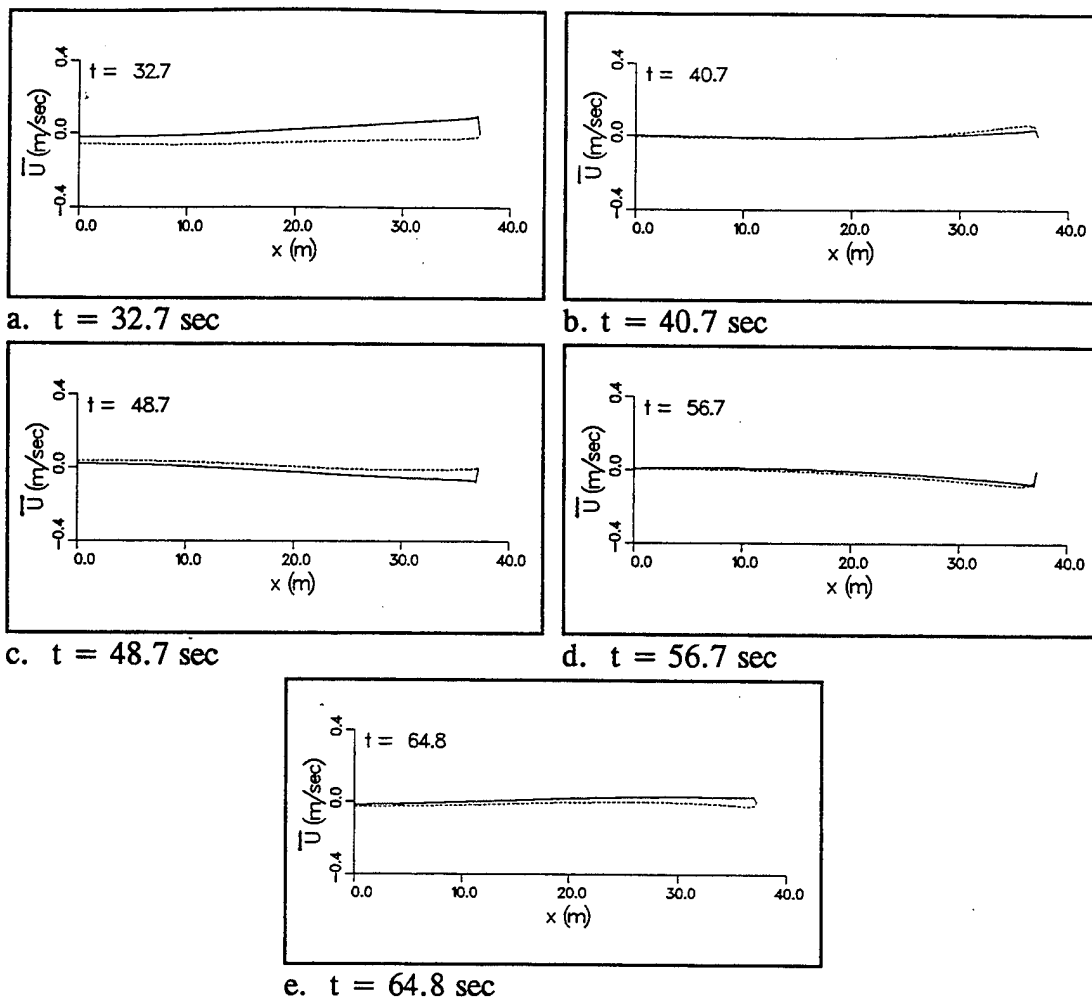 0.4
t = 32.7
0.0
U (m/sec)
-0.4
0.0 10.0 20.0 30.0 40.0
x (m)
a. t = 32.7 sec
0.4
t = 40.7
0.0
U (m/sec)
-0.4
0.0 10.0 20.0 30.0 40.0
x (m)
b. t = 40.7 sec
0.4
t = 48.7
0.0
U (m/sec)
-0.4
0.0 10.0 20.0 30.0 40.0
x (m)
c. t = 48.7 sec
0.4
t = 56.7
0.0
U (m/sec)
-0.4
0.0 10.0 20.0 30.0 40.0
x (m)
d. t = 56.7 sec
0.4
t = 64.8
0.0
U (m/sec)
-0.4
0.0 10.0 20.0 30.0 40.0
x (m)
e. t = 64.8 sec